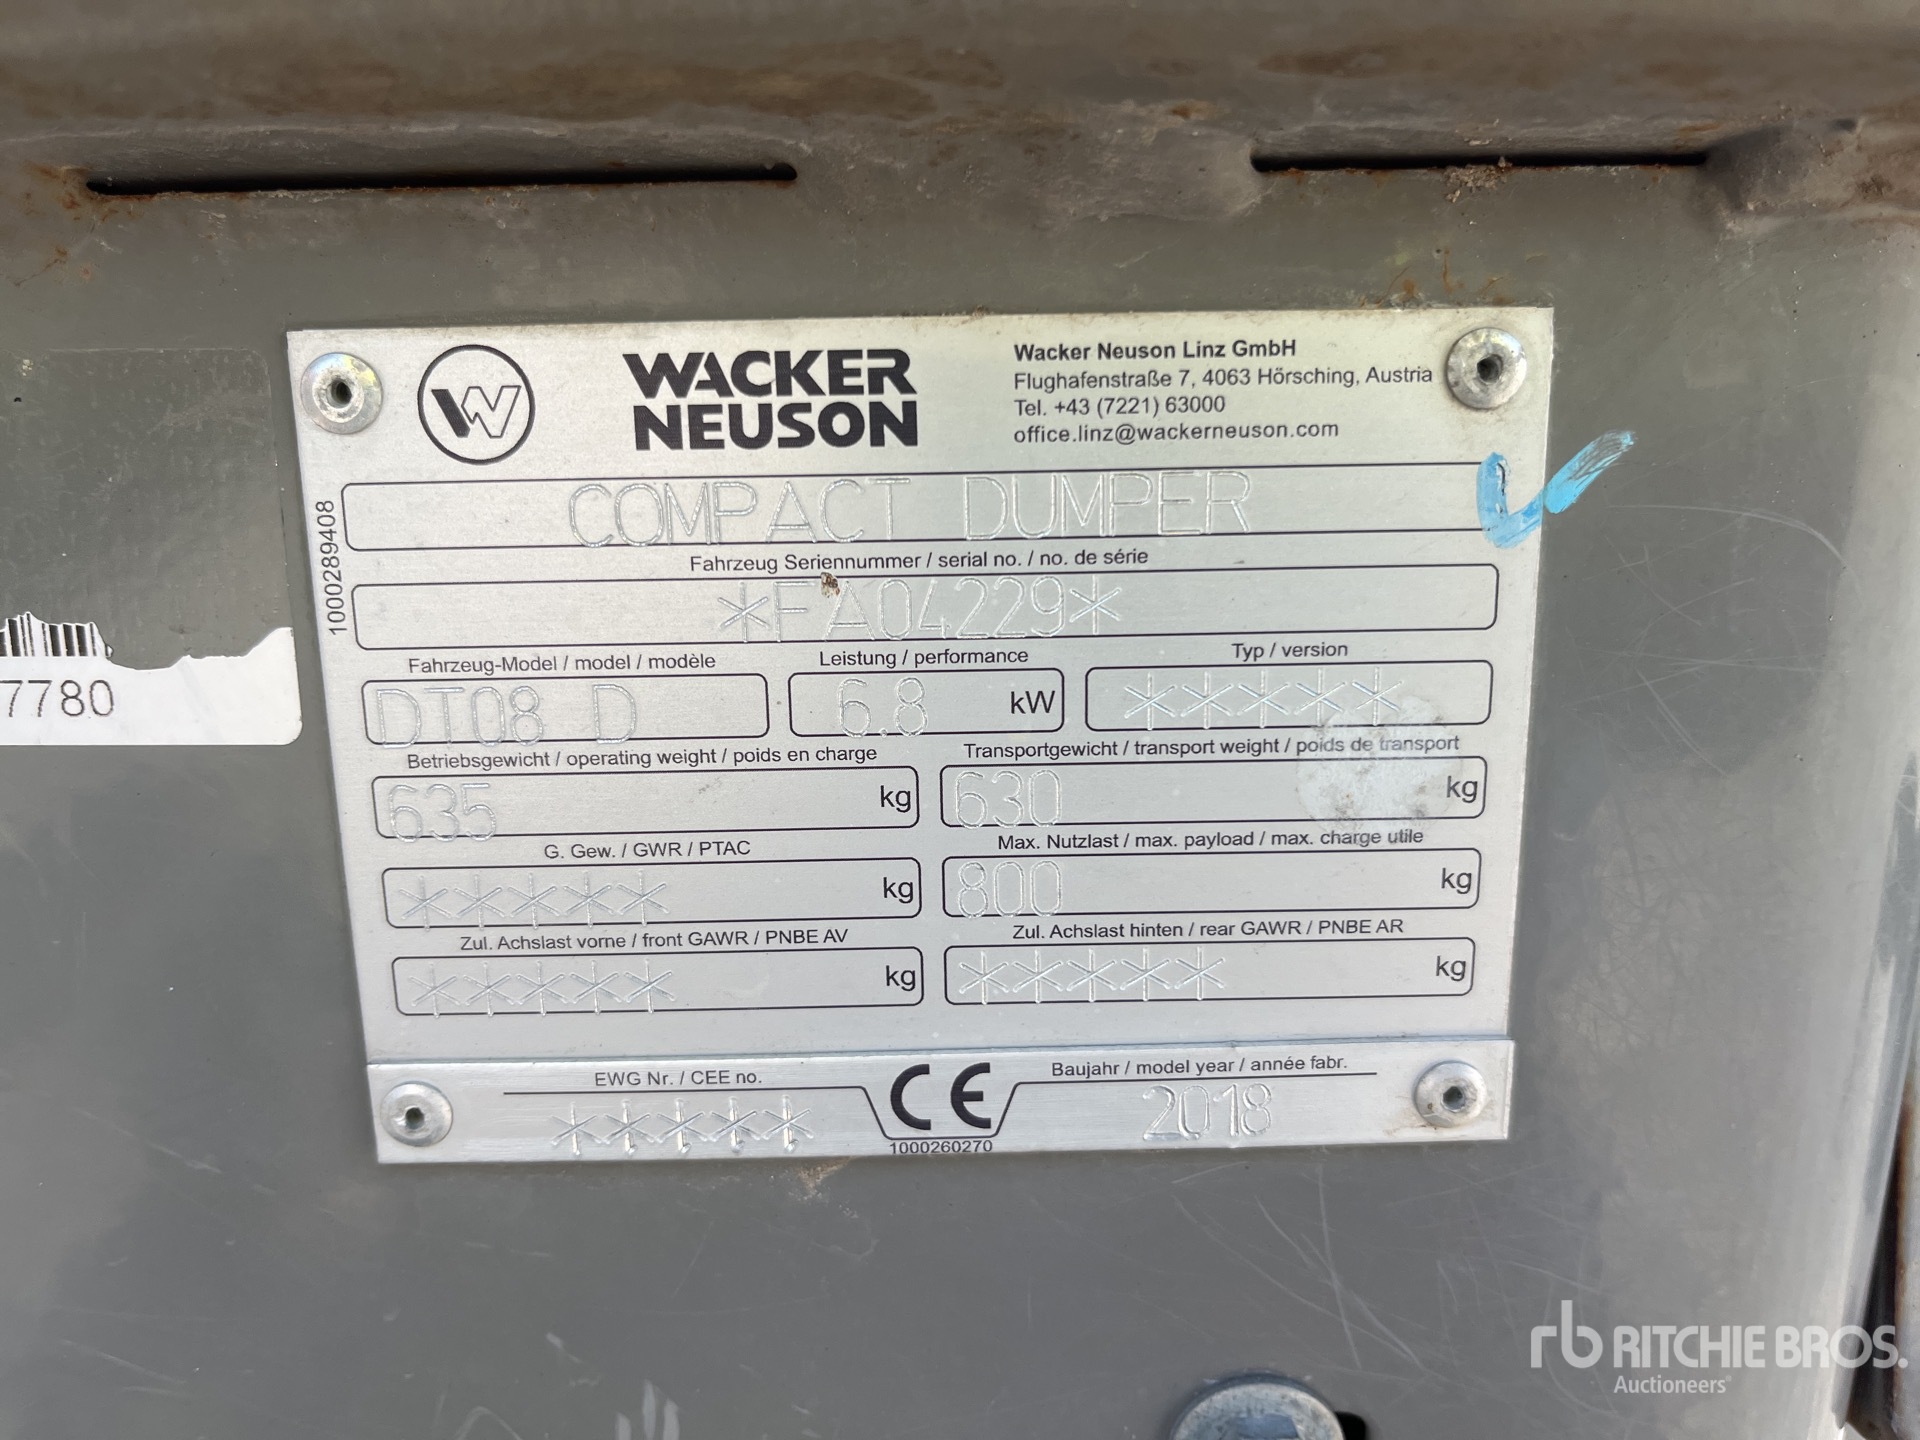 WACKER
NEUSON
Wacker Neuson Linz GmbH
Flughafenstraße 7, 4063 Hörsching, Austria
Tel. +43 (7221) 63000
office.linz@wackerneuson.com
COMPACT DUMPER
1000289408
Fahrzeug Seriennummer / serial no. / no. de série
*FA04229*
Fahrzeug-Model / model / modèle
Leistung / performance
Typ / version
DT08 D
6.8 kW
*****
Betriebsgewicht / operating weight / poids en charge
Transportgewicht / transport weight / poids de transport
635 kg
630 kg
G. Gew. / GWR / PTAC
Max. Nutzlast / max. payload / max. charge utile
***** kg
800 kg
Zul. Achslast vorne / front GAWR / PNBE AV
Zul. Achslast hinten / rear GAWR / PNBE AR
***** kg
***** kg
EWG Nr. / CEE no.
CE
Baujahr / model year / année fabr.
*****
2018
1000260270
7780
rb RITCHIE BROS.
Auctioneers